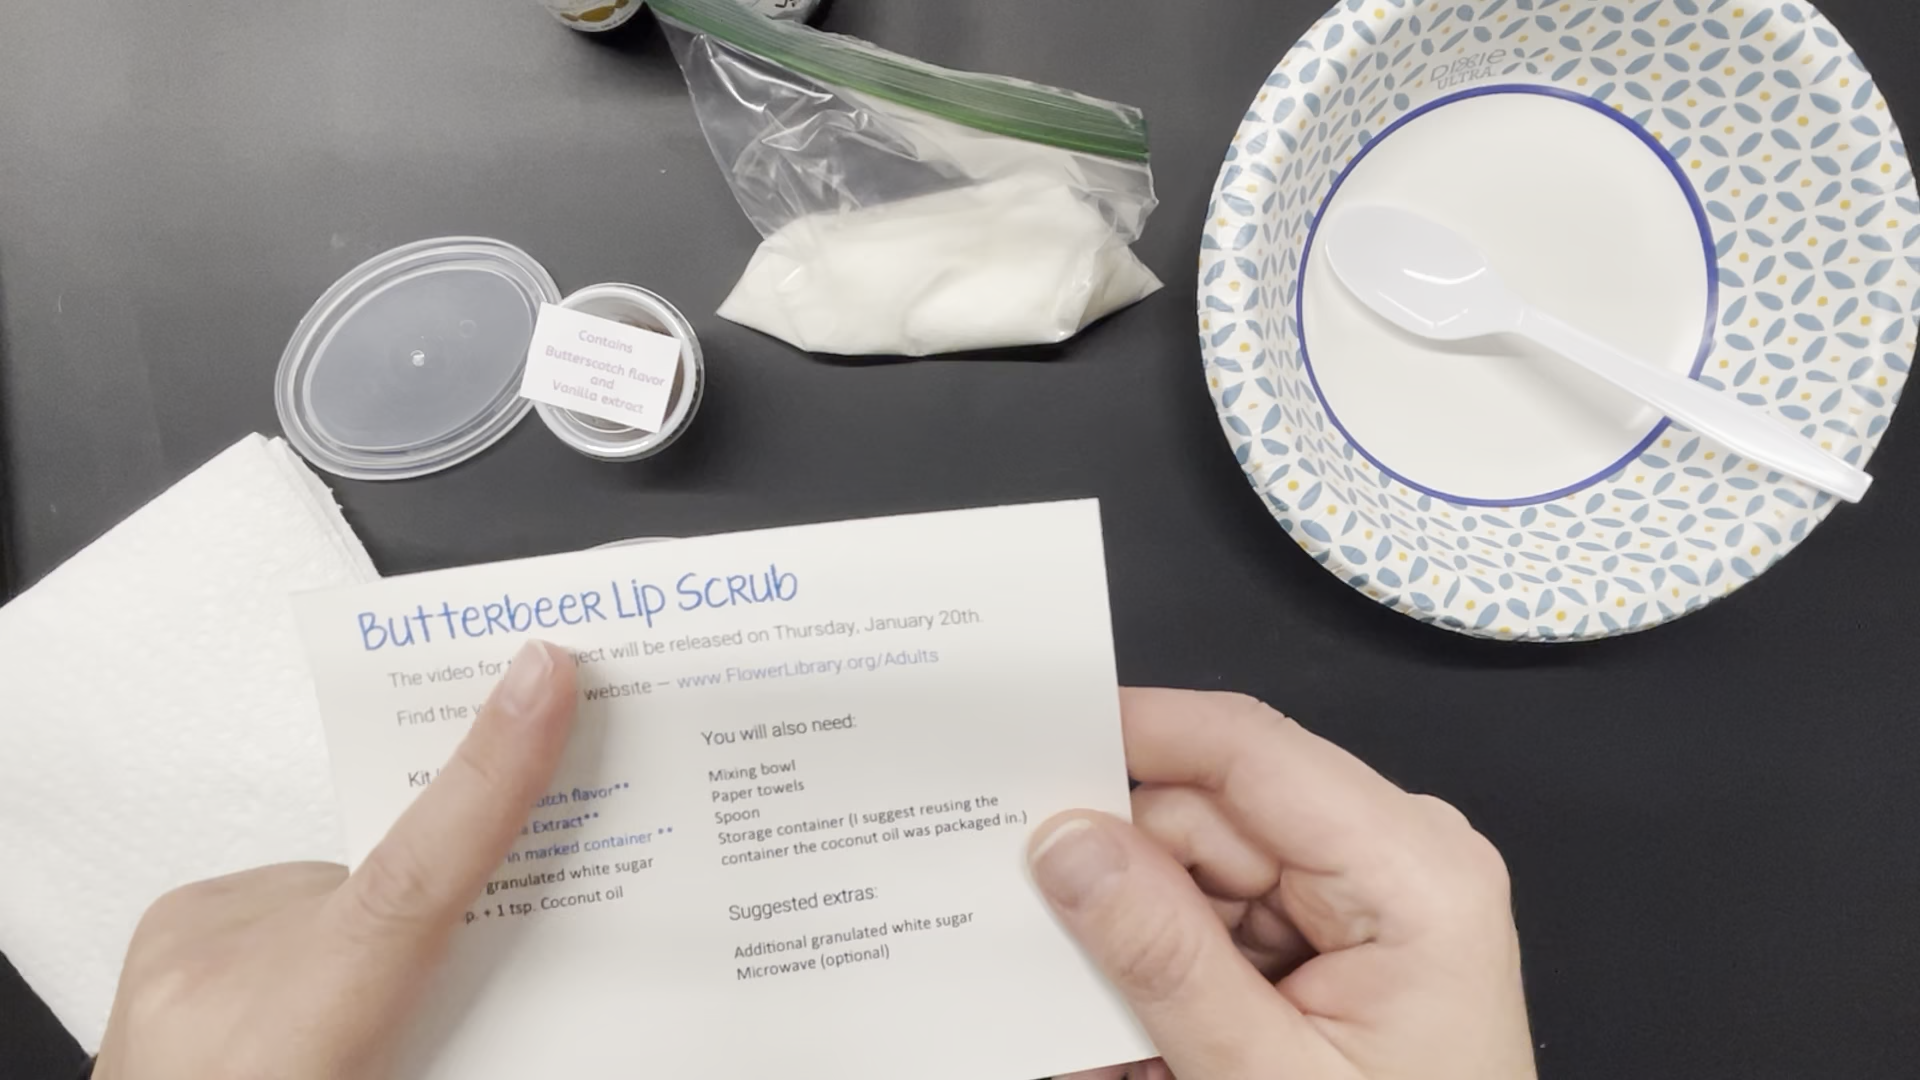 DIXIE
ULTRA
Contains
Butterscotch flavor
and
Vanilla extract
Butterbeer Lip Scrub
The video for ject will be released on Thursday, January 20th.
Find the website — www.FlowerLibrary.org/Adults
Kit
flavor**
Extract**
in marked container **
granulated white sugar
+ 1 tsp. Coconut oil
You will also need:
Mixing bowl
Paper towels
Spoon
Storage container (I suggest reusing the
container the coconut oil was packaged in.)
Suggested extras:
Additional granulated white sugar
Microwave (optional)